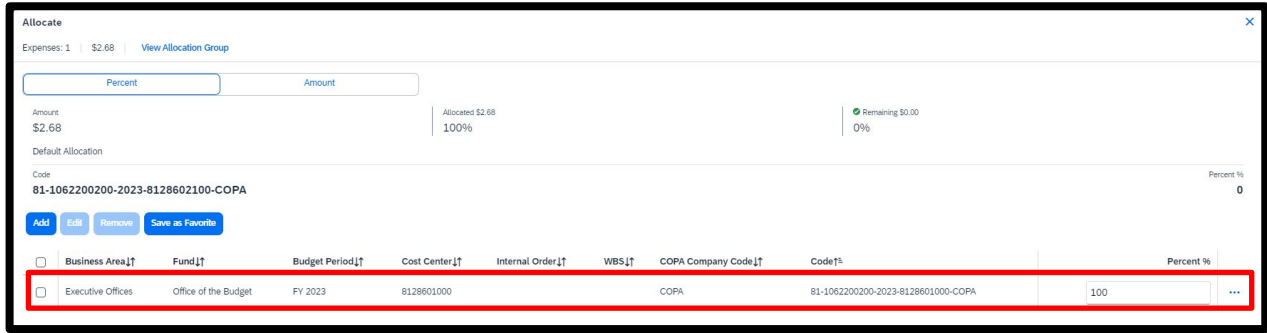 Allocate
Expenses: 1 $2.68 View Allocation Group
Percent Amount
Amount Allocated $2.68 Remaining $0.00
$2.68 100% 0%
Default Allocation
Code Percent %
81-1062200200-2023-8128602100-COPA 0
Add Edit Remove Save as Favorite
Business Area Fund Budget Period Cost Center Internal Order WBS COPA Company Code Code Percent %
Executive Offices Office of the Budget FY 2023 8128601000 COPA 81-1062200200-2023-8128601000-COPA 100